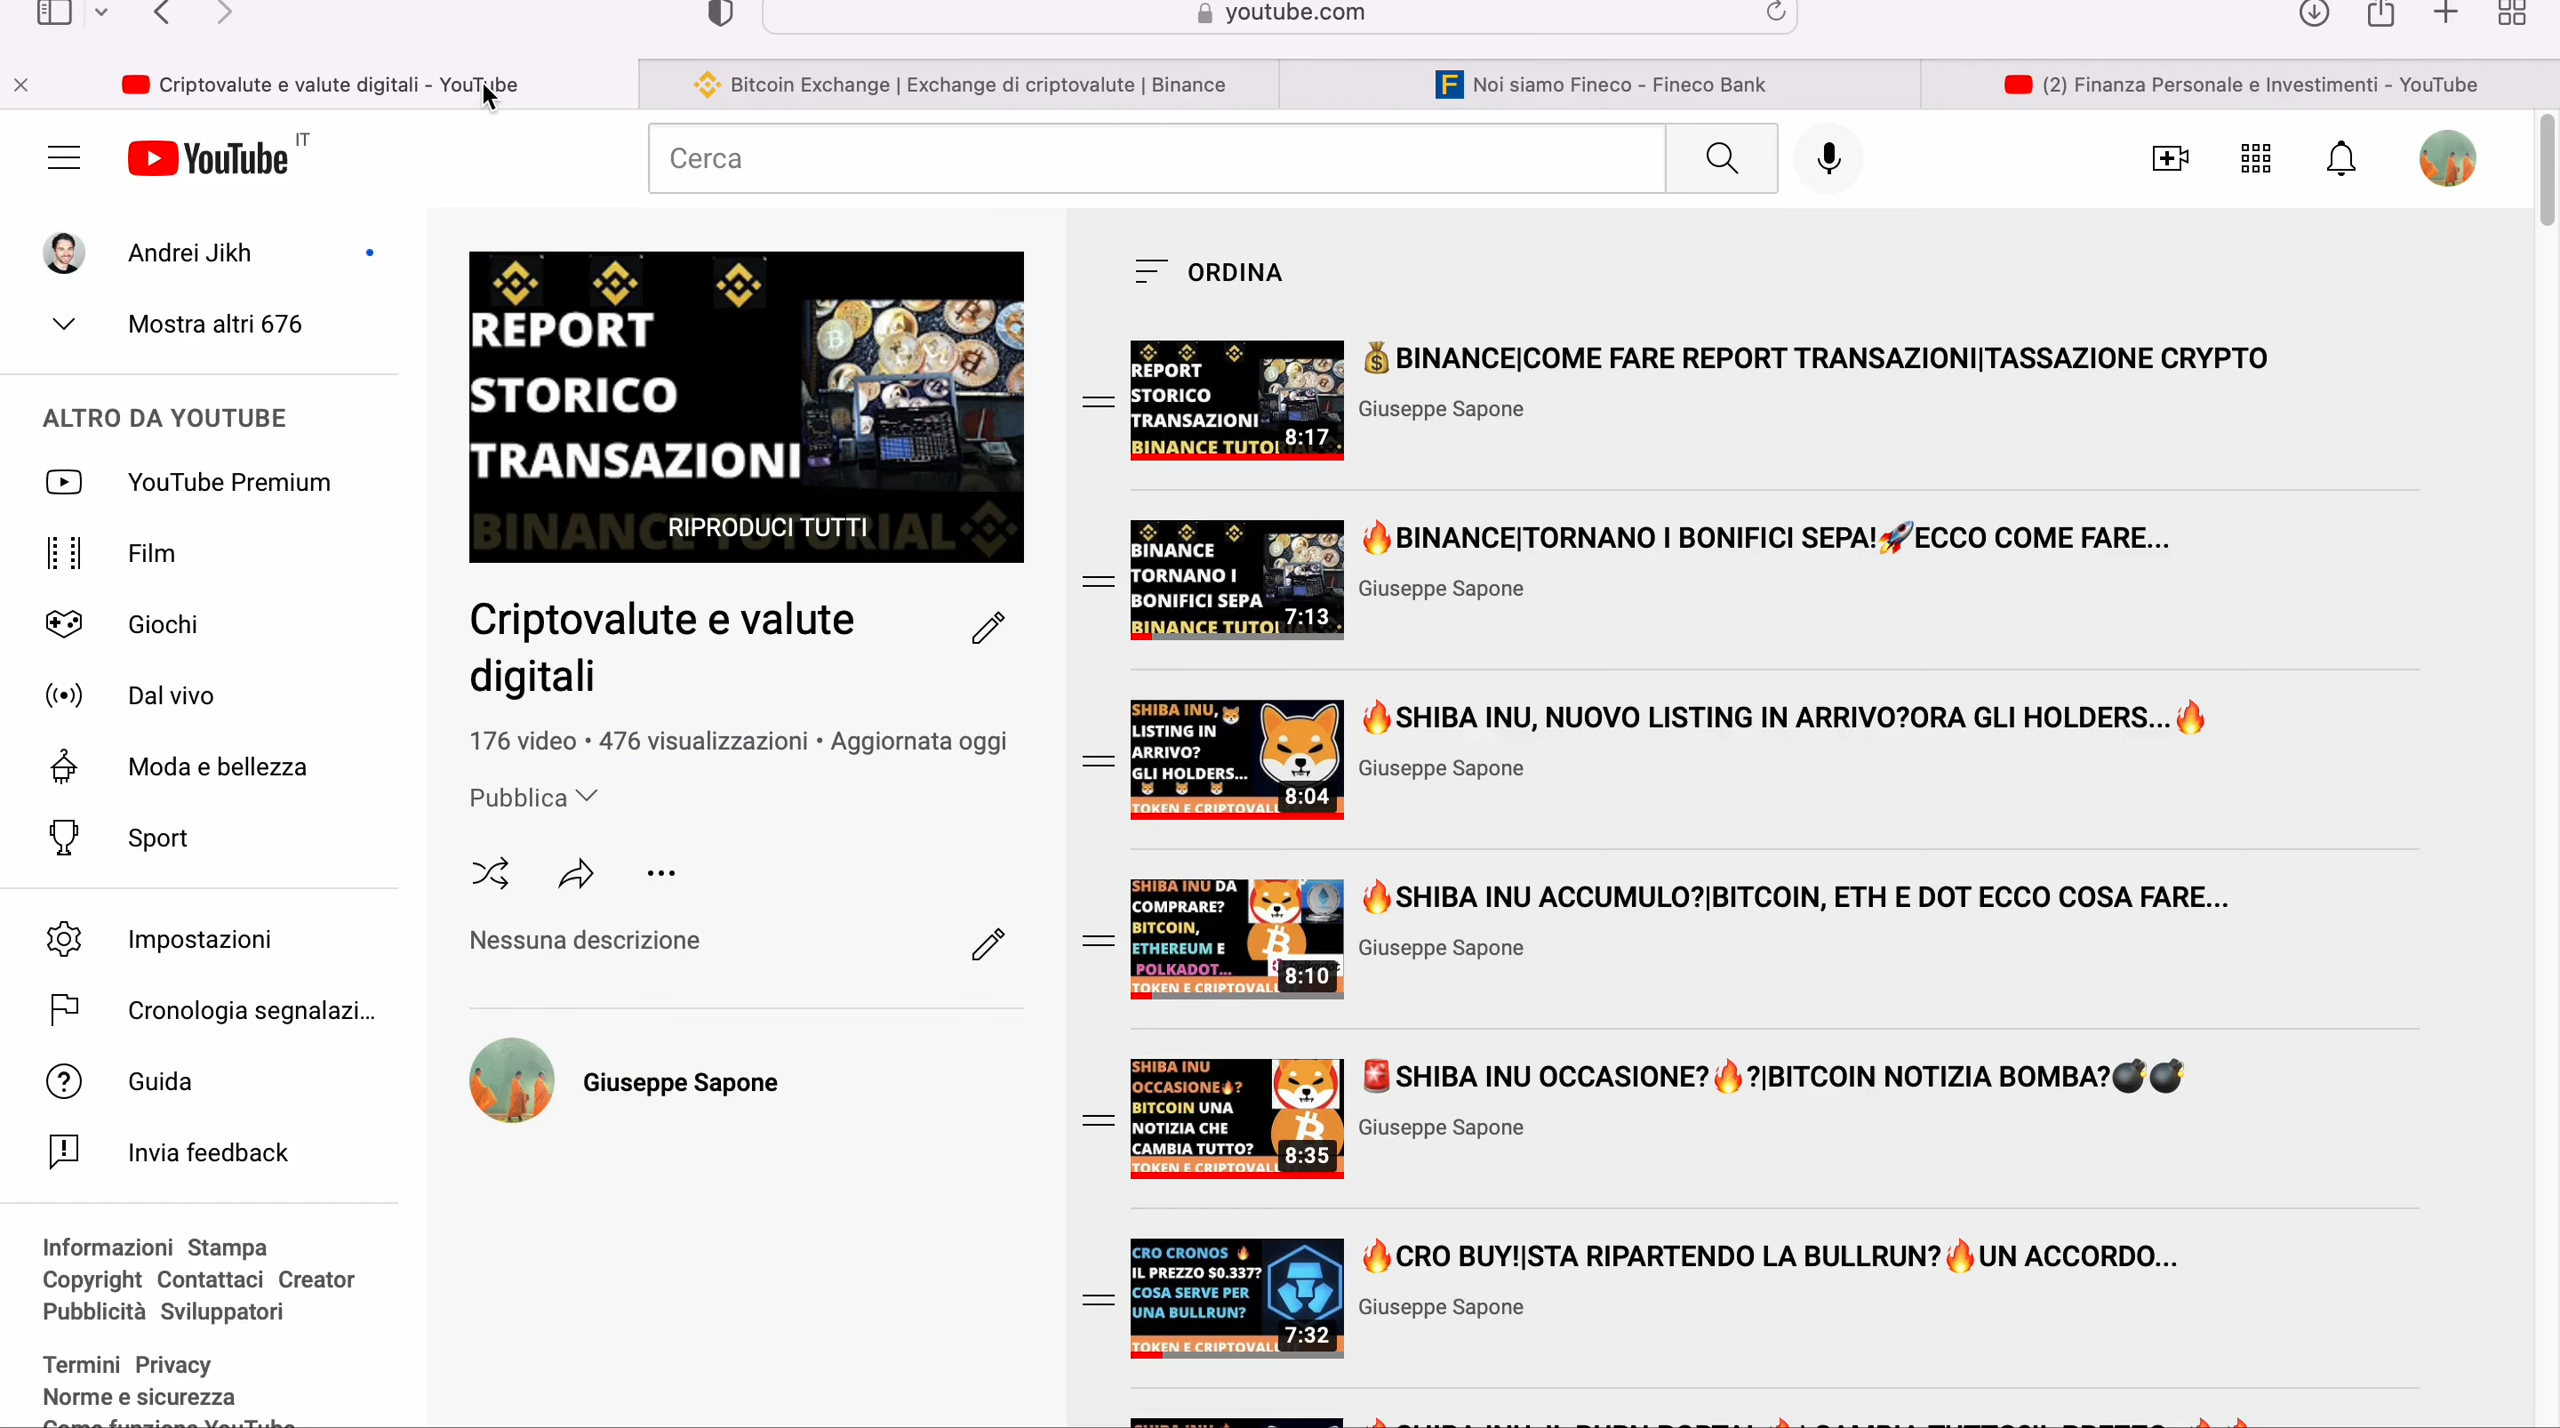 youtube.com
Criptovalute e valute digitali - YouTube
Bitcoin Exchange | Exchange di criptovalute | Binance
Noi siamo Fineco - Fineco Bank
(2) Finanza Personale e Investimenti - YouTube
YouTube IT
Cerca
Andrei Jikh
Mostra altri 676
ALTRO DA YOUTUBE
YouTube Premium
Film
Giochi
Dal vivo
Moda e bellezza
Sport
Impostazioni
Cronologia segnalazi...
Guida
Invia feedback
Informazioni Stampa
Copyright Contattaci Creator
Pubblicità Sviluppatori
Termini Privacy
Norme e sicurezza
Come funziona YouTube
REPORT
STORICO
TRANSAZIONI
BINANCE TUTORIAL
RIPRODUCI TUTTI
Criptovalute e valute
digitali
176 video • 476 visualizzazioni • Aggiornata oggi
Pubblica
Nessuna descrizione
Giuseppe Sapone
ORDINA
REPORT
STORICO
TRANSAZIONI
BINANCE TUTOR
8:17
💰BINANCE|COME FARE REPORT TRANSAZIONI|TASSAZIONE CRYPTO
Giuseppe Sapone
BINANCE
TORNANO I
BONIFICI SEPA
BINANCE TUTOR
7:13
🔥BINANCE|TORNANO I BONIFICI SEPA!🚀ECCO COME FARE...
Giuseppe Sapone
SHIBA INU,
LISTING IN
ARRIVO?
GLI HOLDERS...
TOKEN E CRIPTOVALU
8:04
🔥SHIBA INU, NUOVO LISTING IN ARRIVO?ORA GLI HOLDERS...🔥
Giuseppe Sapone
SHIBA INU DA
COMPRARE?
BITCOIN,
ETHEREUM E
POLKADOT...
TOKEN E CRIPTOVALU
8:10
🔥SHIBA INU ACCUMULO?|BITCOIN, ETH E DOT ECCO COSA FARE...
Giuseppe Sapone
SHIBA INU
OCCASIONE🔥?
BITCOIN UNA
NOTIZIA CHE
CAMBIA TUTTO?
TOKEN E CRIPTOVALU
8:35
🚨SHIBA INU OCCASIONE?🔥?|BITCOIN NOTIZIA BOMBA?💣💣
Giuseppe Sapone
CRO CRONOS 🔥
IL PREZZO $0.337?
COSA SERVE PER
UNA BULLRUN?
TOKEN E CRIPTOVALU
7:32
🔥CRO BUY!|STA RIPARTENDO LA BULLRUN?🔥UN ACCORDO...
Giuseppe Sapone